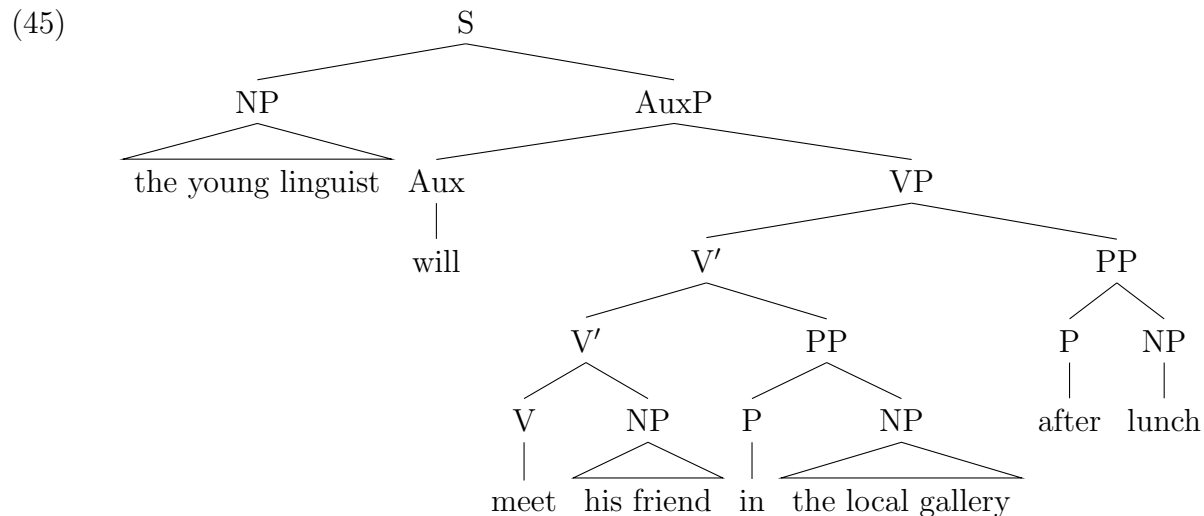 (45) S
NP AuxP
the young linguist Aux VP
will V′ PP
V′ PP P NP
V NP P NP after lunch
meet his friend in the local gallery